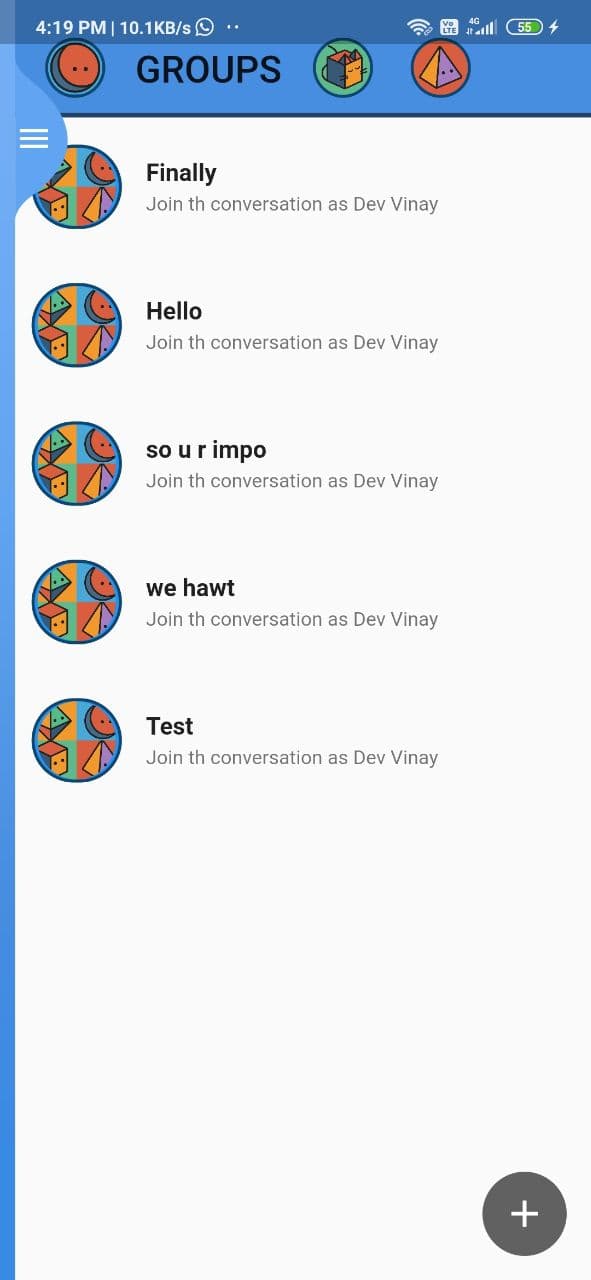 4:19 PM | 10.1KB/s
Vo LTE 4G 55
GROUPS
Finally
Join th conversation as Dev Vinay
Hello
Join th conversation as Dev Vinay
so u r impo
Join th conversation as Dev Vinay
we hawt
Join th conversation as Dev Vinay
Test
Join th conversation as Dev Vinay